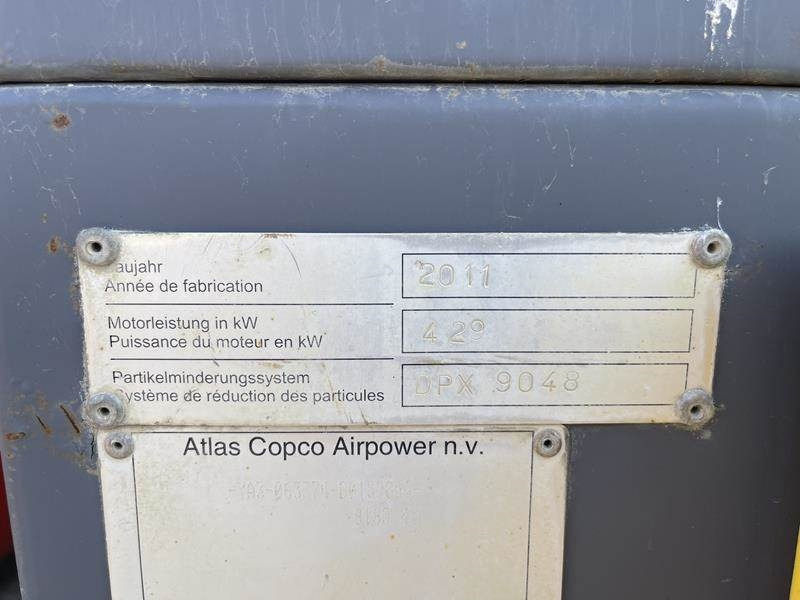 aujahr 2011
Année de fabrication
Motorleistung in kW 429
Puissance du moteur en kW
Partikelminderungssystem DPX 9048
Système de réduction des particules
Atlas Copco Airpower n.v.